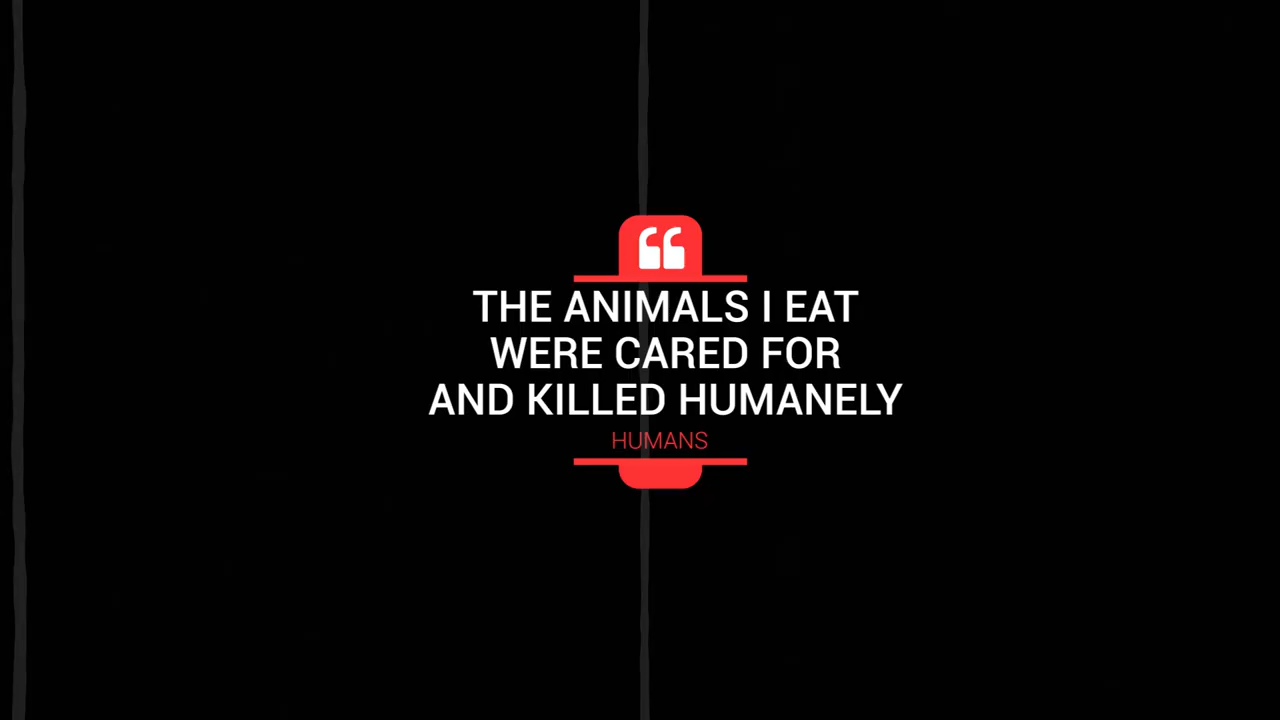 THE ANIMALS I EAT
WERE CARED FOR
AND KILLED HUMANELY
HUMANS